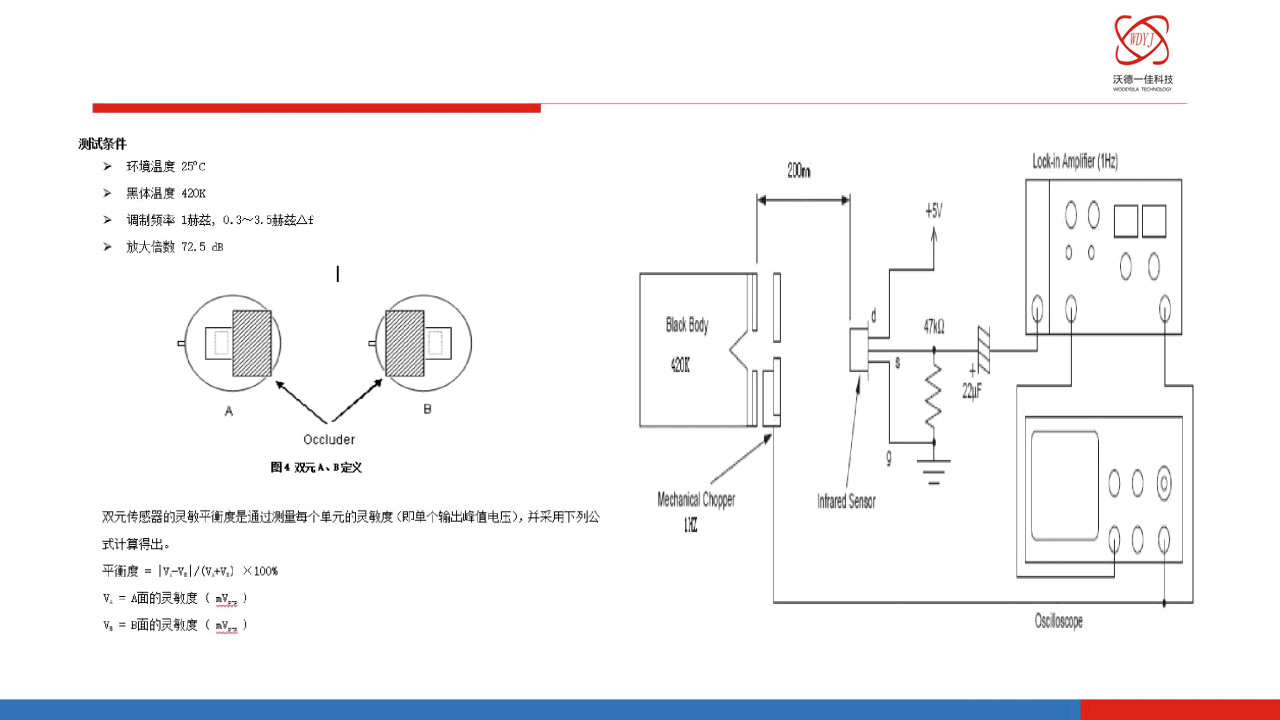 WDYJ
沃德一佳科技
WODEYIJIA TECHNOLOGY
测试条件
➢ 环境温度 25℃
➢ 黑体温度 420K
➢ 调制频率 1赫兹, 0.3～3.5赫兹△f
➢ 放大倍数 72.5 dB
A
B
Occluder
图4 双元A、B定义
双元传感器的灵敏平衡度是通过测量每个单元的灵敏度（即单个输出峰值电压），并采用下列公
式计算得出。
平衡度 = |VA-VB|/(VA+VB) ×100%
VA = A面的灵敏度 ( mVp-p )
VB = B面的灵敏度 ( mVp-p )
Lock-in Amplifier (1Hz)
200mm
+5V
Black Body
420K
d
s
g
47kΩ
+
22μF
Mechanical Chopper
1HZ
Infrared Sensor
Oscilloscope